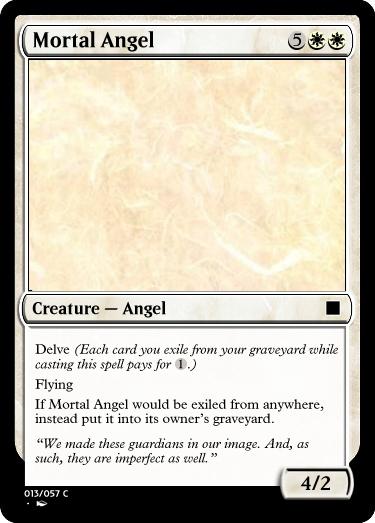 Mortal Angel 5
Creature — Angel
Delve (Each card you exile from your graveyard while
casting this spell pays for 1.)
Flying
If Mortal Angel would be exiled from anywhere,
instead put it into its owner's graveyard.
“We made these guardians in our image. And, as
such, they are imperfect as well.”
4/2
013/057 C